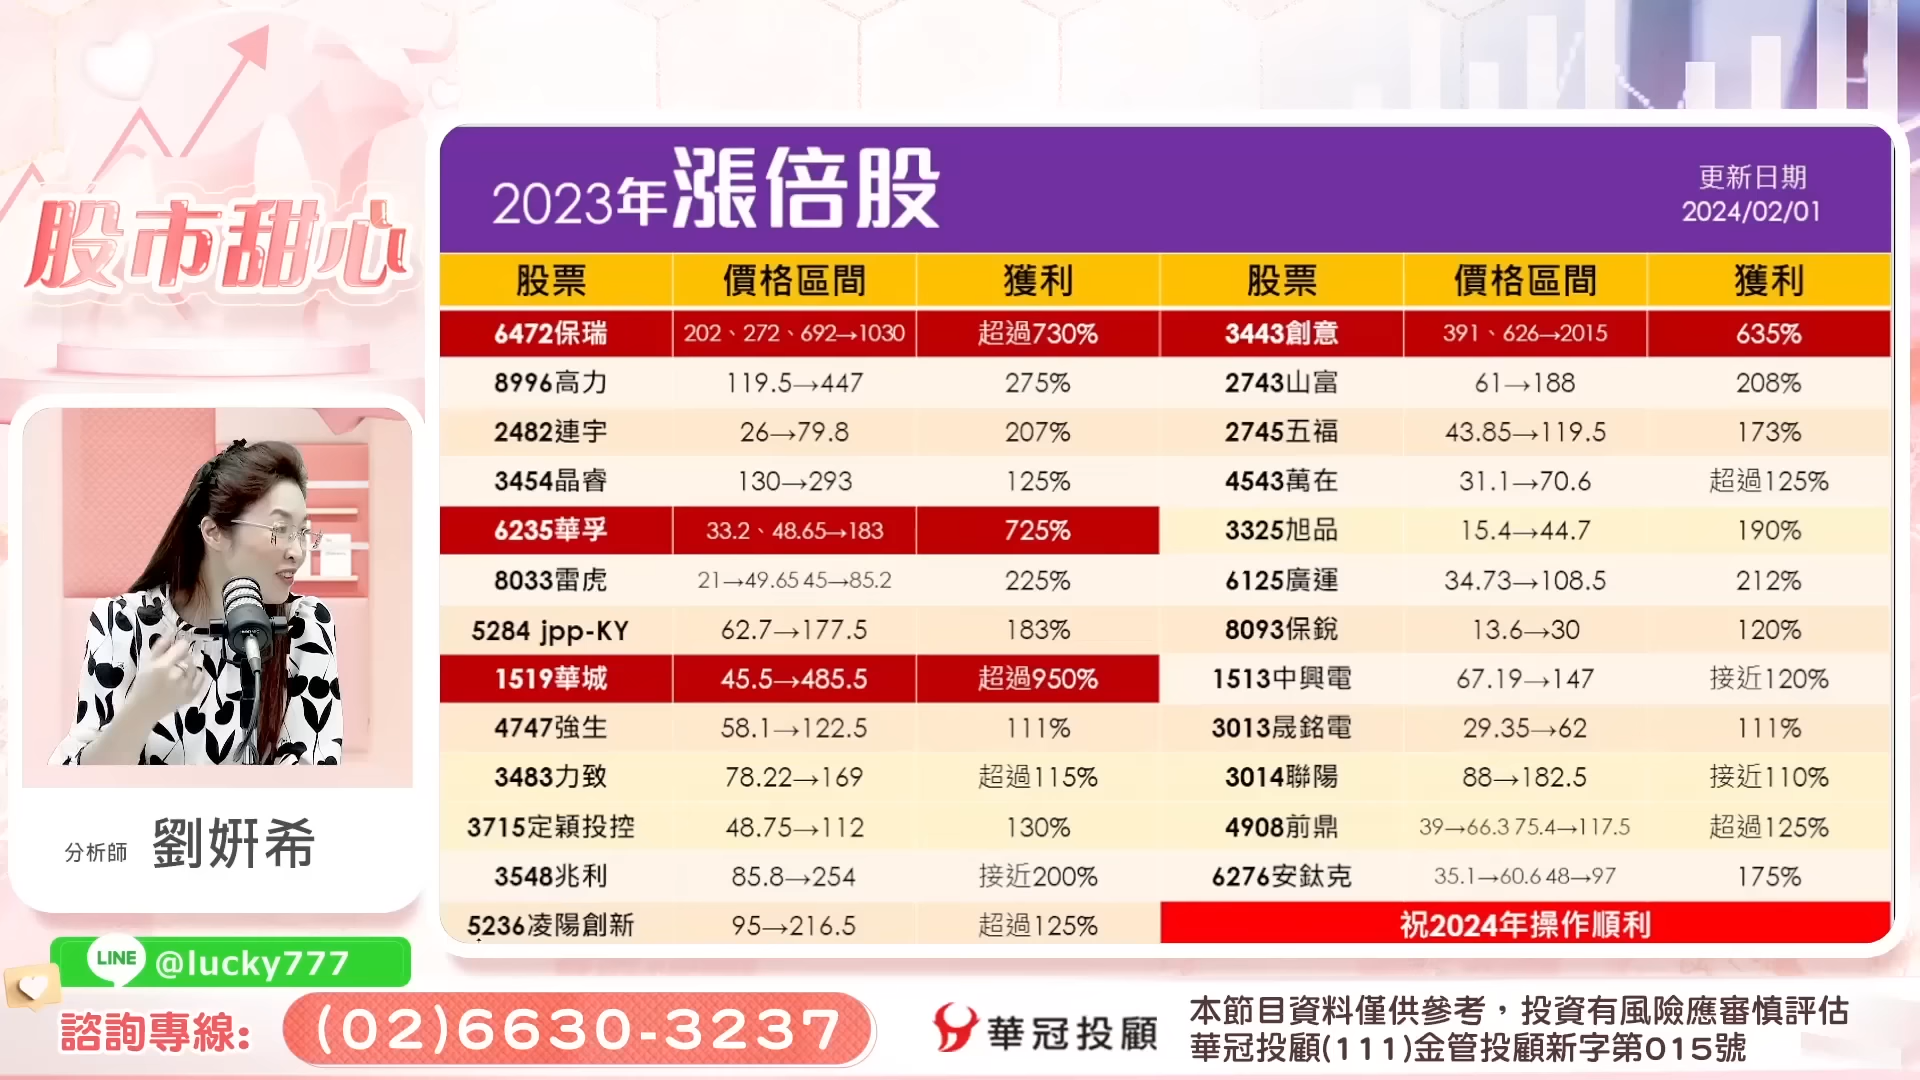 股市甜心
2023年漲倍股
更新日期
2024/02/01
股票 價格區間 獲利 股票 價格區間 獲利
6472保瑞 202、272、692→1030 超過730% 3443創意 391、626→2015 635%
8996高力 119.5→447 275% 2743山富 61→188 208%
2482連宇 26→79.8 207% 2745五福 43.85→119.5 173%
3454晶睿 130→293 125% 4543萬在 31.1→70.6 超過125%
6235華孚 33.2、48.65→183 725% 3325旭品 15.4→44.7 190%
8033雷虎 21→49.65 45→85.2 225% 6125廣運 34.73→108.5 212%
5284 jpp-KY 62.7→177.5 183% 8093保銳 13.6→30 120%
1519華城 45.5→485.5 超過950% 1513中興電 67.19→147 接近120%
4747強生 58.1→122.5 111% 3013晟銘電 29.35→62 111%
3483力致 78.22→169 超過115% 3014聯陽 88→182.5 接近110%
3715定穎投控 48.75→112 130% 4908前鼎 39→66.3 75.4→117.5 超過125%
3548兆利 85.8→254 接近200% 6276安鈦克 35.1→60.6 48→97 175%
5236凌陽創新 95→216.5 超過125% 祝2024年操作順利
分析師 劉妍希
LINE @lucky777
諮詢專線: (02)6630-3237
華冠投顧
本節目資料僅供參考，投資有風險應審慎評估
華冠投顧(111)金管投顧新字第015號